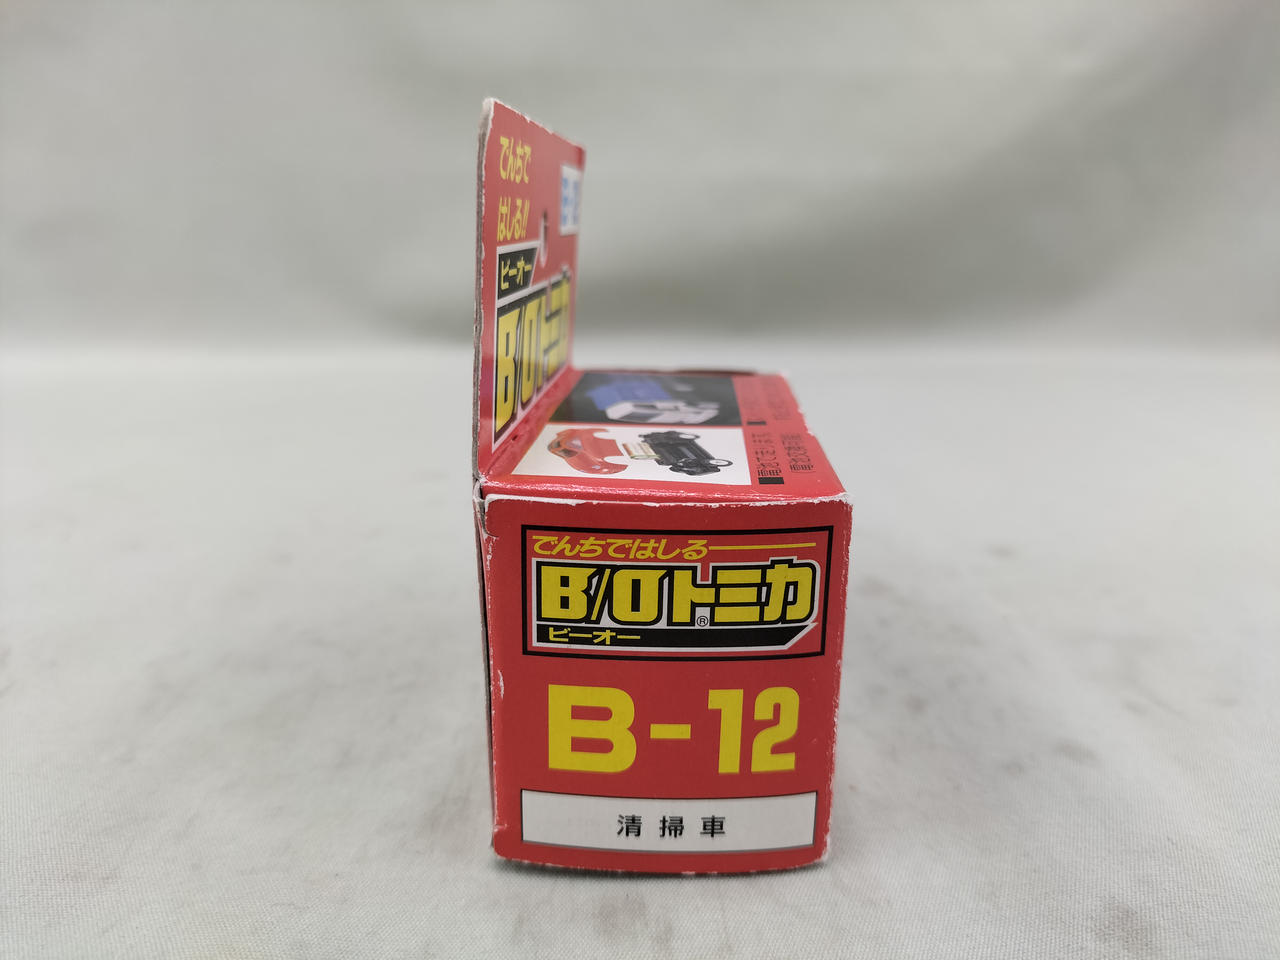 でんちで
はしる!!
ビーオー
B/Oトミカ
でんちではしる
B/Oトミカ®
ビーオー
B-12
清掃車